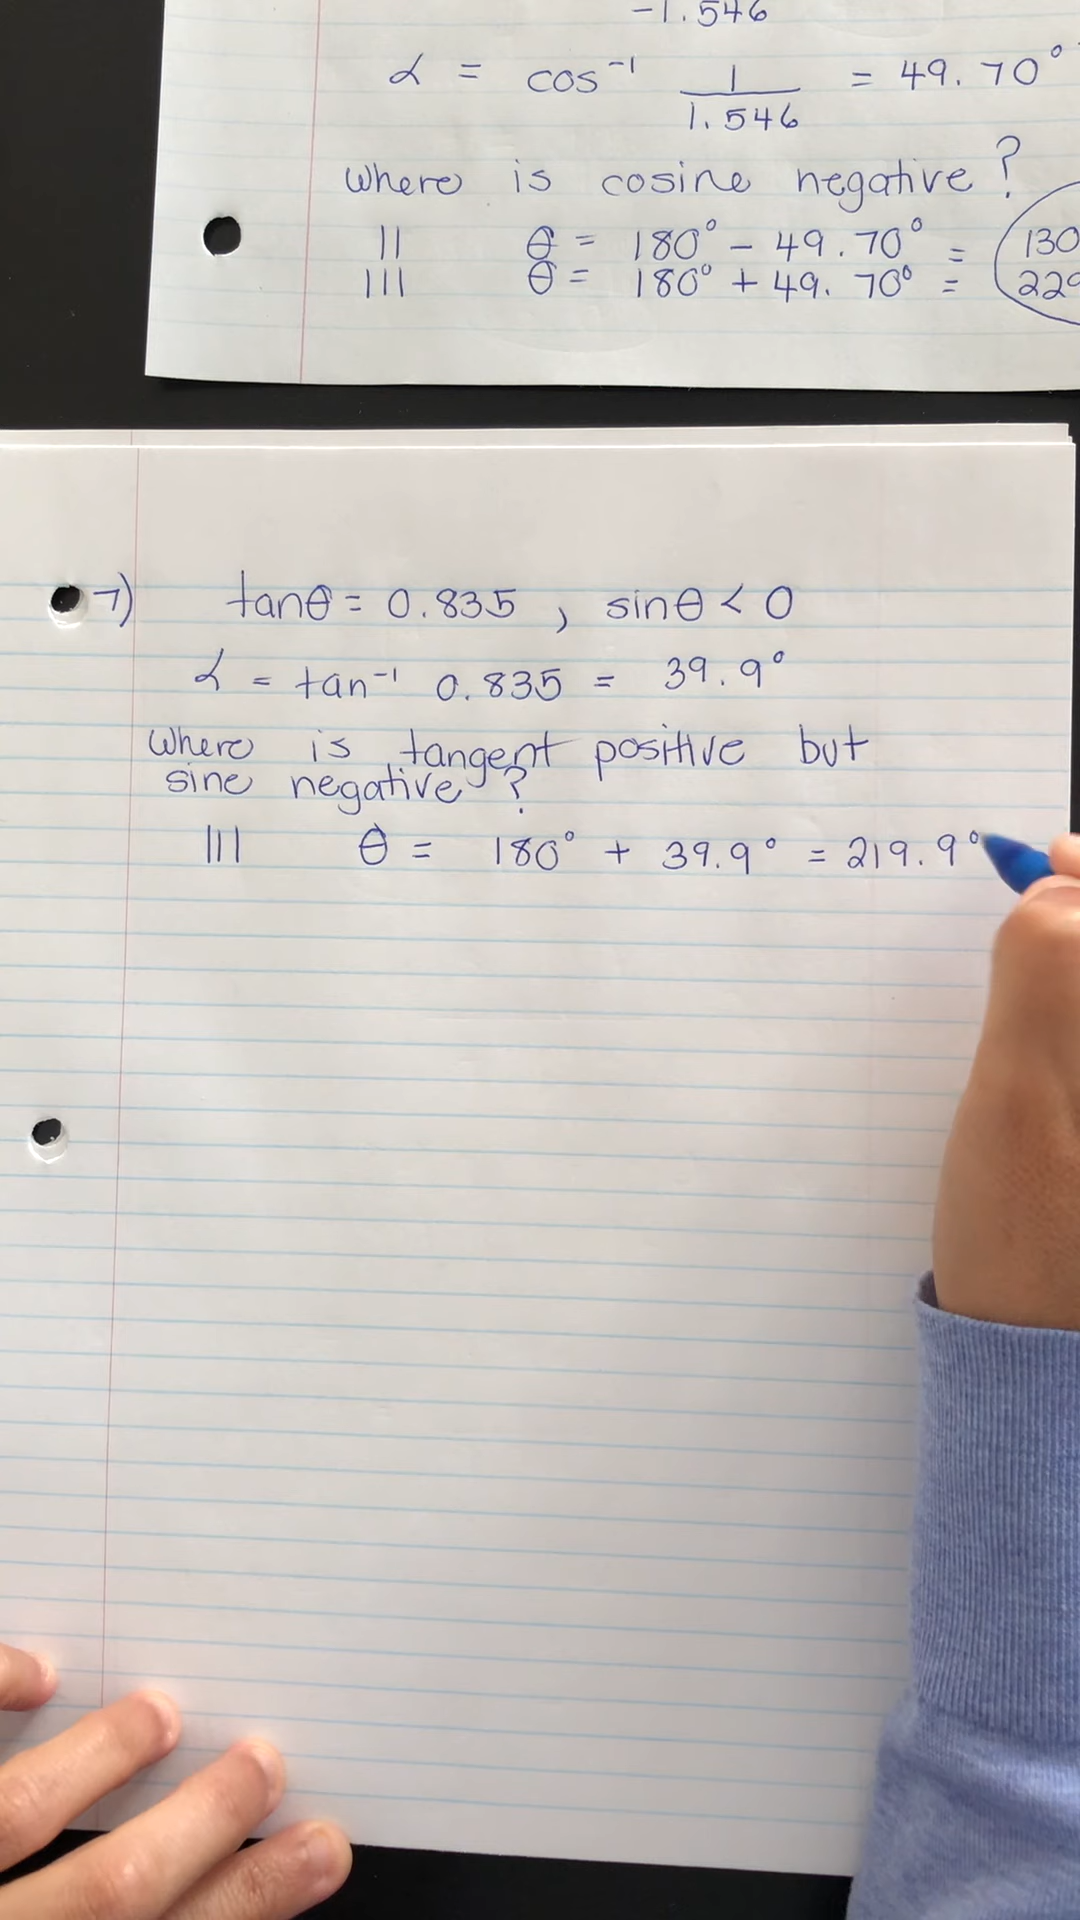 -1.546
α = cos⁻¹ 1/1.546 = 49.70°
where is cosine negative?
II θ = 180° - 49.70° = 130
III θ = 180° + 49.70° = 229
7) tanθ = 0.835 , sinθ < 0
α = tan⁻¹ 0.835 = 39.9°
where is tangent positive but
sine negative?
III θ = 180° + 39.9° = 219.9°